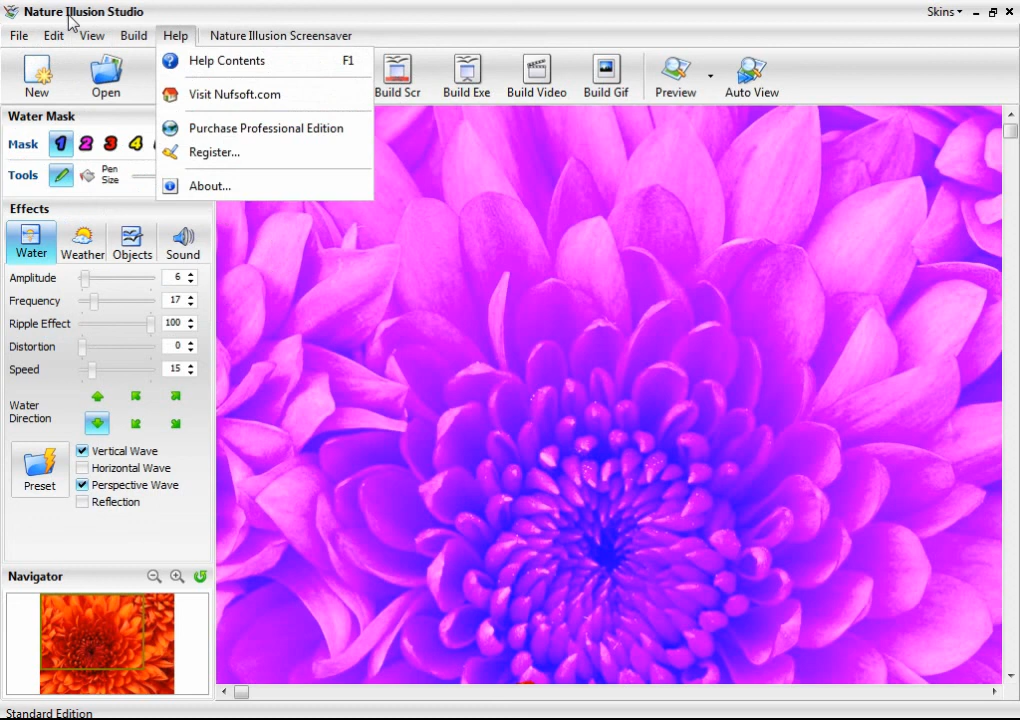 Nature Illusion Studio
Skins
File Edit View Build Help Nature Illusion Screensaver
New Open Build Scr Build Exe Build Video Build Gif Preview Auto View
Help Contents F1
Visit Nufsoft.com
Purchase Professional Edition
Register...
About...
Water Mask
Mask 1 2 3 4
Tools Pen Size
Effects
Water Weather Objects Sound
Amplitude 6
Frequency 17
Ripple Effect 100
Distortion 0
Speed 15
Water Direction
Preset
Vertical Wave
Horizontal Wave
Perspective Wave
Reflection
Navigator
Standard Edition